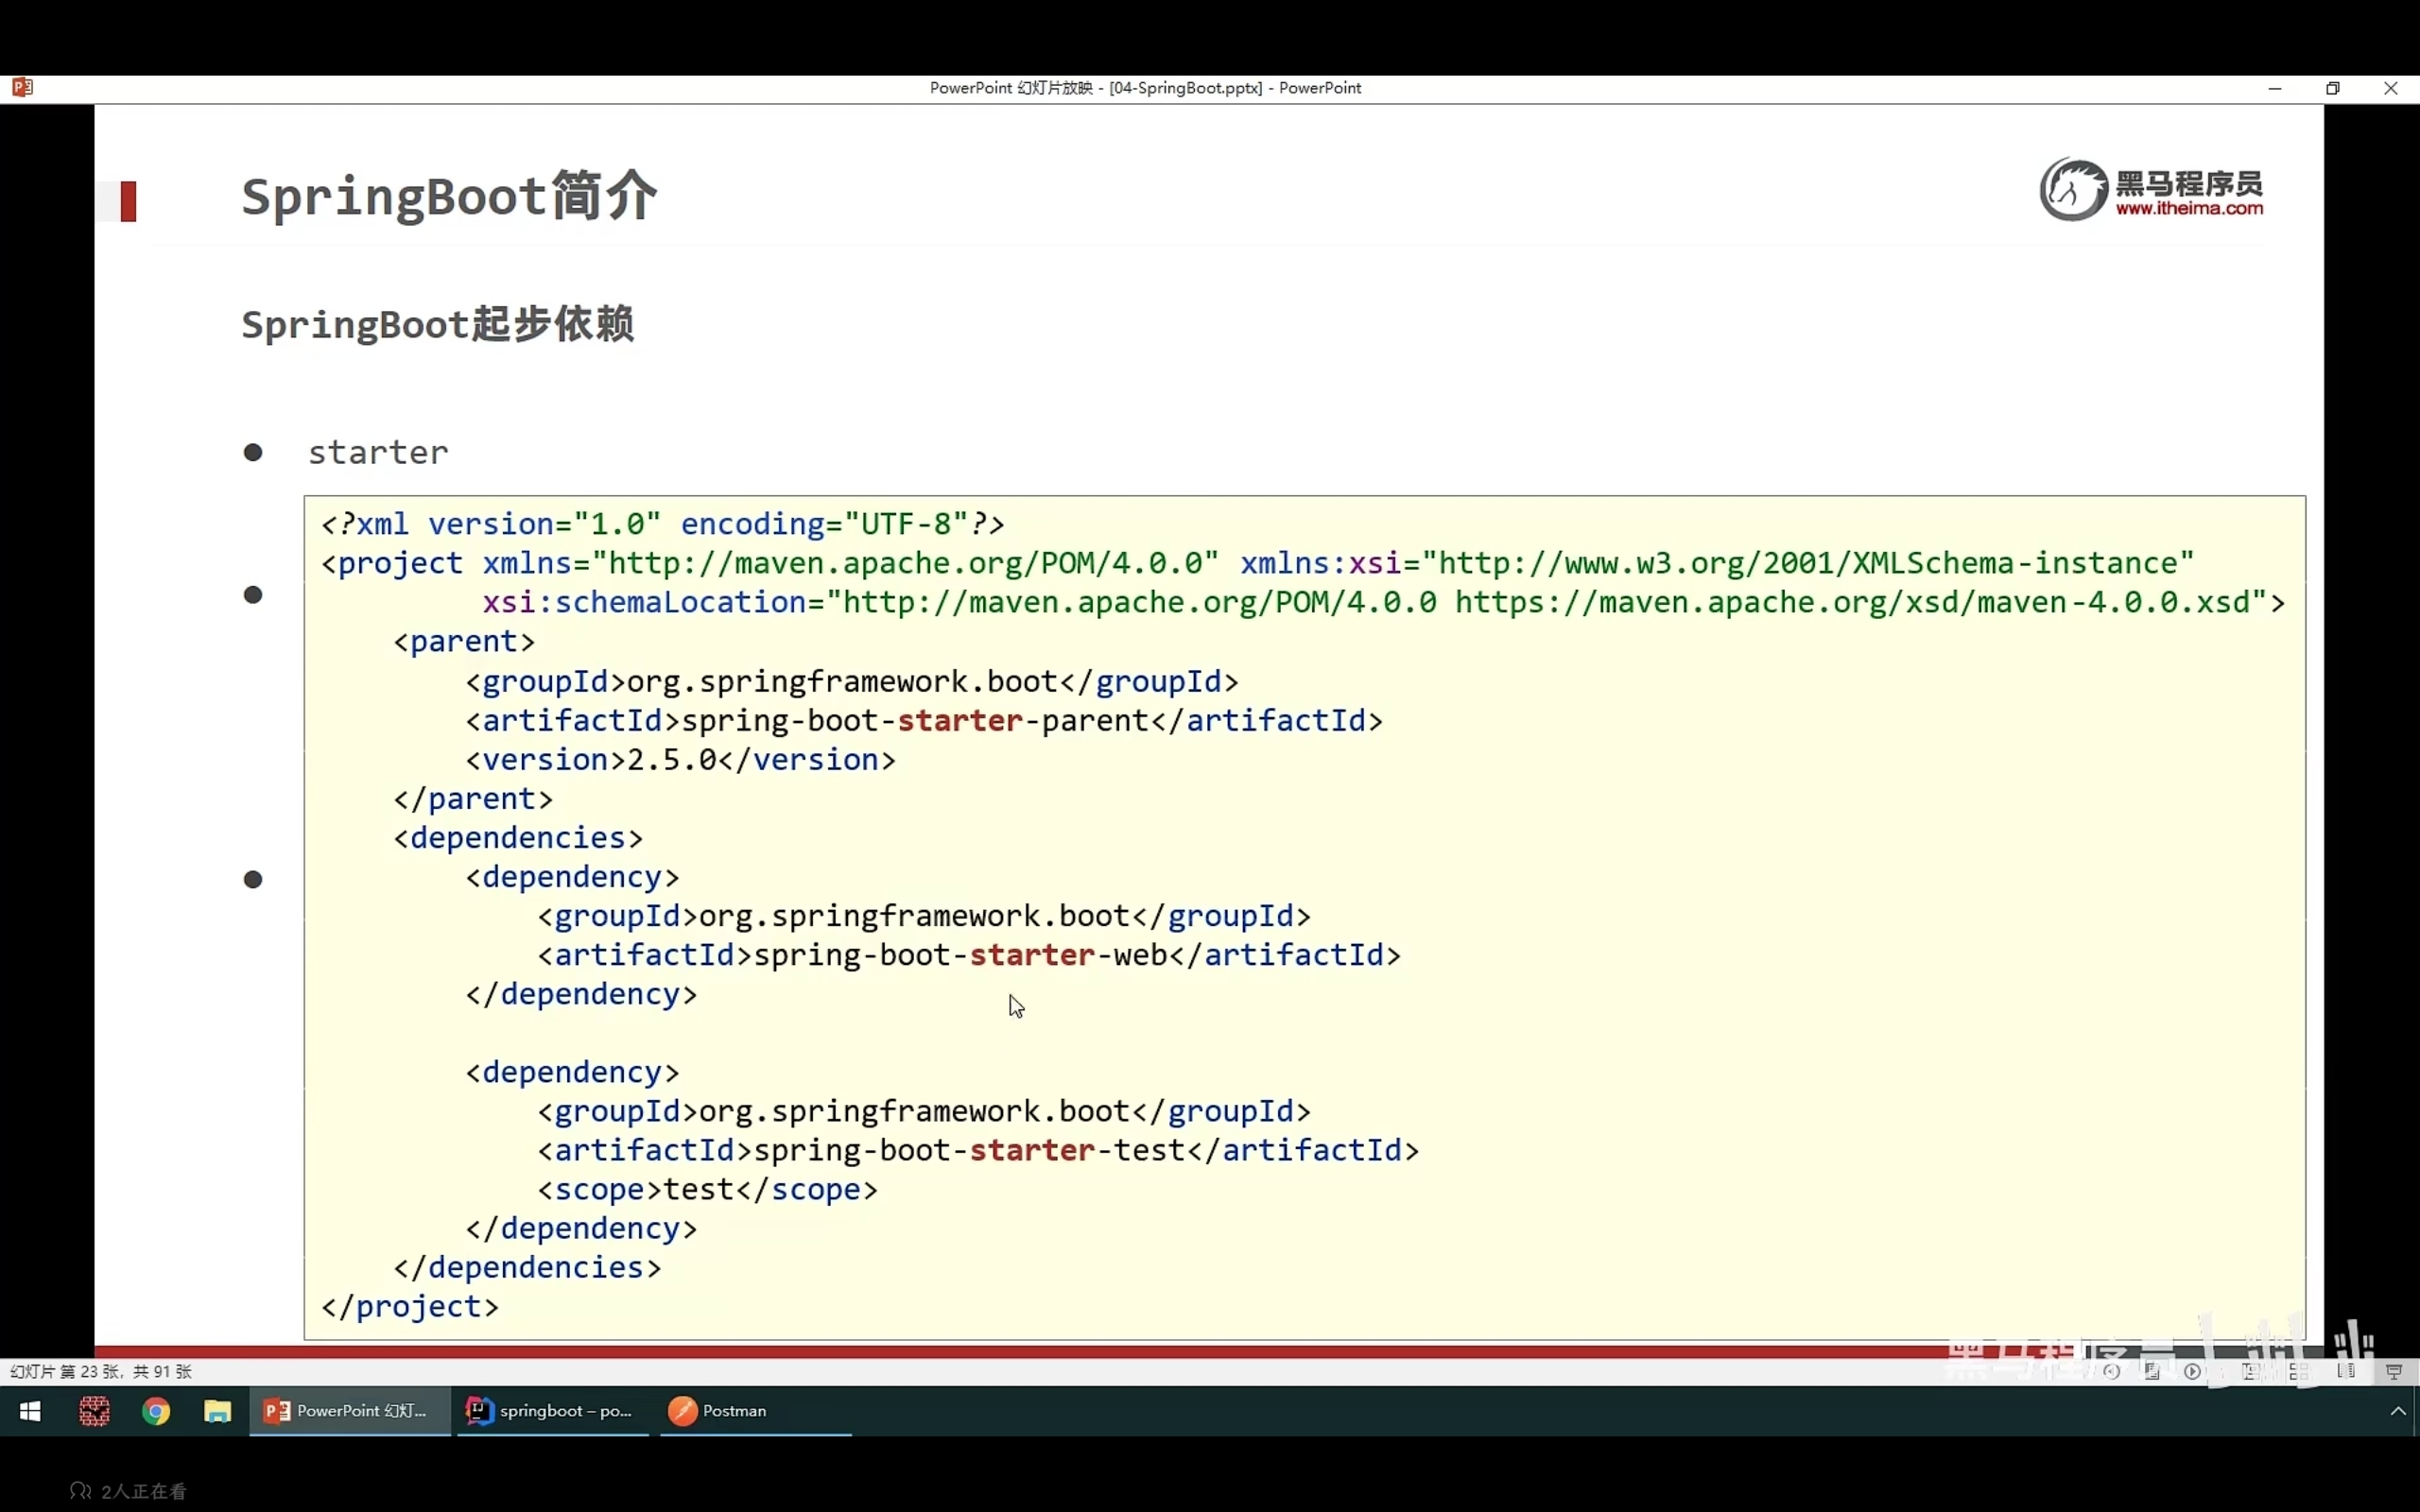 PowerPoint 幻灯片放映 - [04-SpringBoot.pptx] - PowerPoint
SpringBoot简介
黑马程序员
www.itheima.com
SpringBoot起步依赖
● starter
<?xml version="1.0" encoding="UTF-8"?>
<project xmlns="http://maven.apache.org/POM/4.0.0" xmlns:xsi="http://www.w3.org/2001/XMLSchema-instance"
         xsi:schemaLocation="http://maven.apache.org/POM/4.0.0 https://maven.apache.org/xsd/maven-4.0.0.xsd">
    <parent>
        <groupId>org.springframework.boot</groupId>
        <artifactId>spring-boot-starter-parent</artifactId>
        <version>2.5.0</version>
    </parent>
    <dependencies>
        <dependency>
            <groupId>org.springframework.boot</groupId>
            <artifactId>spring-boot-starter-web</artifactId>
        </dependency>
        <dependency>
            <groupId>org.springframework.boot</groupId>
            <artifactId>spring-boot-starter-test</artifactId>
            <scope>test</scope>
        </dependency>
    </dependencies>
</project>
黑马程序员
幻灯片 第 23 张，共 91 张
PowerPoint 幻灯...
springboot – po...
Postman
2人正在看